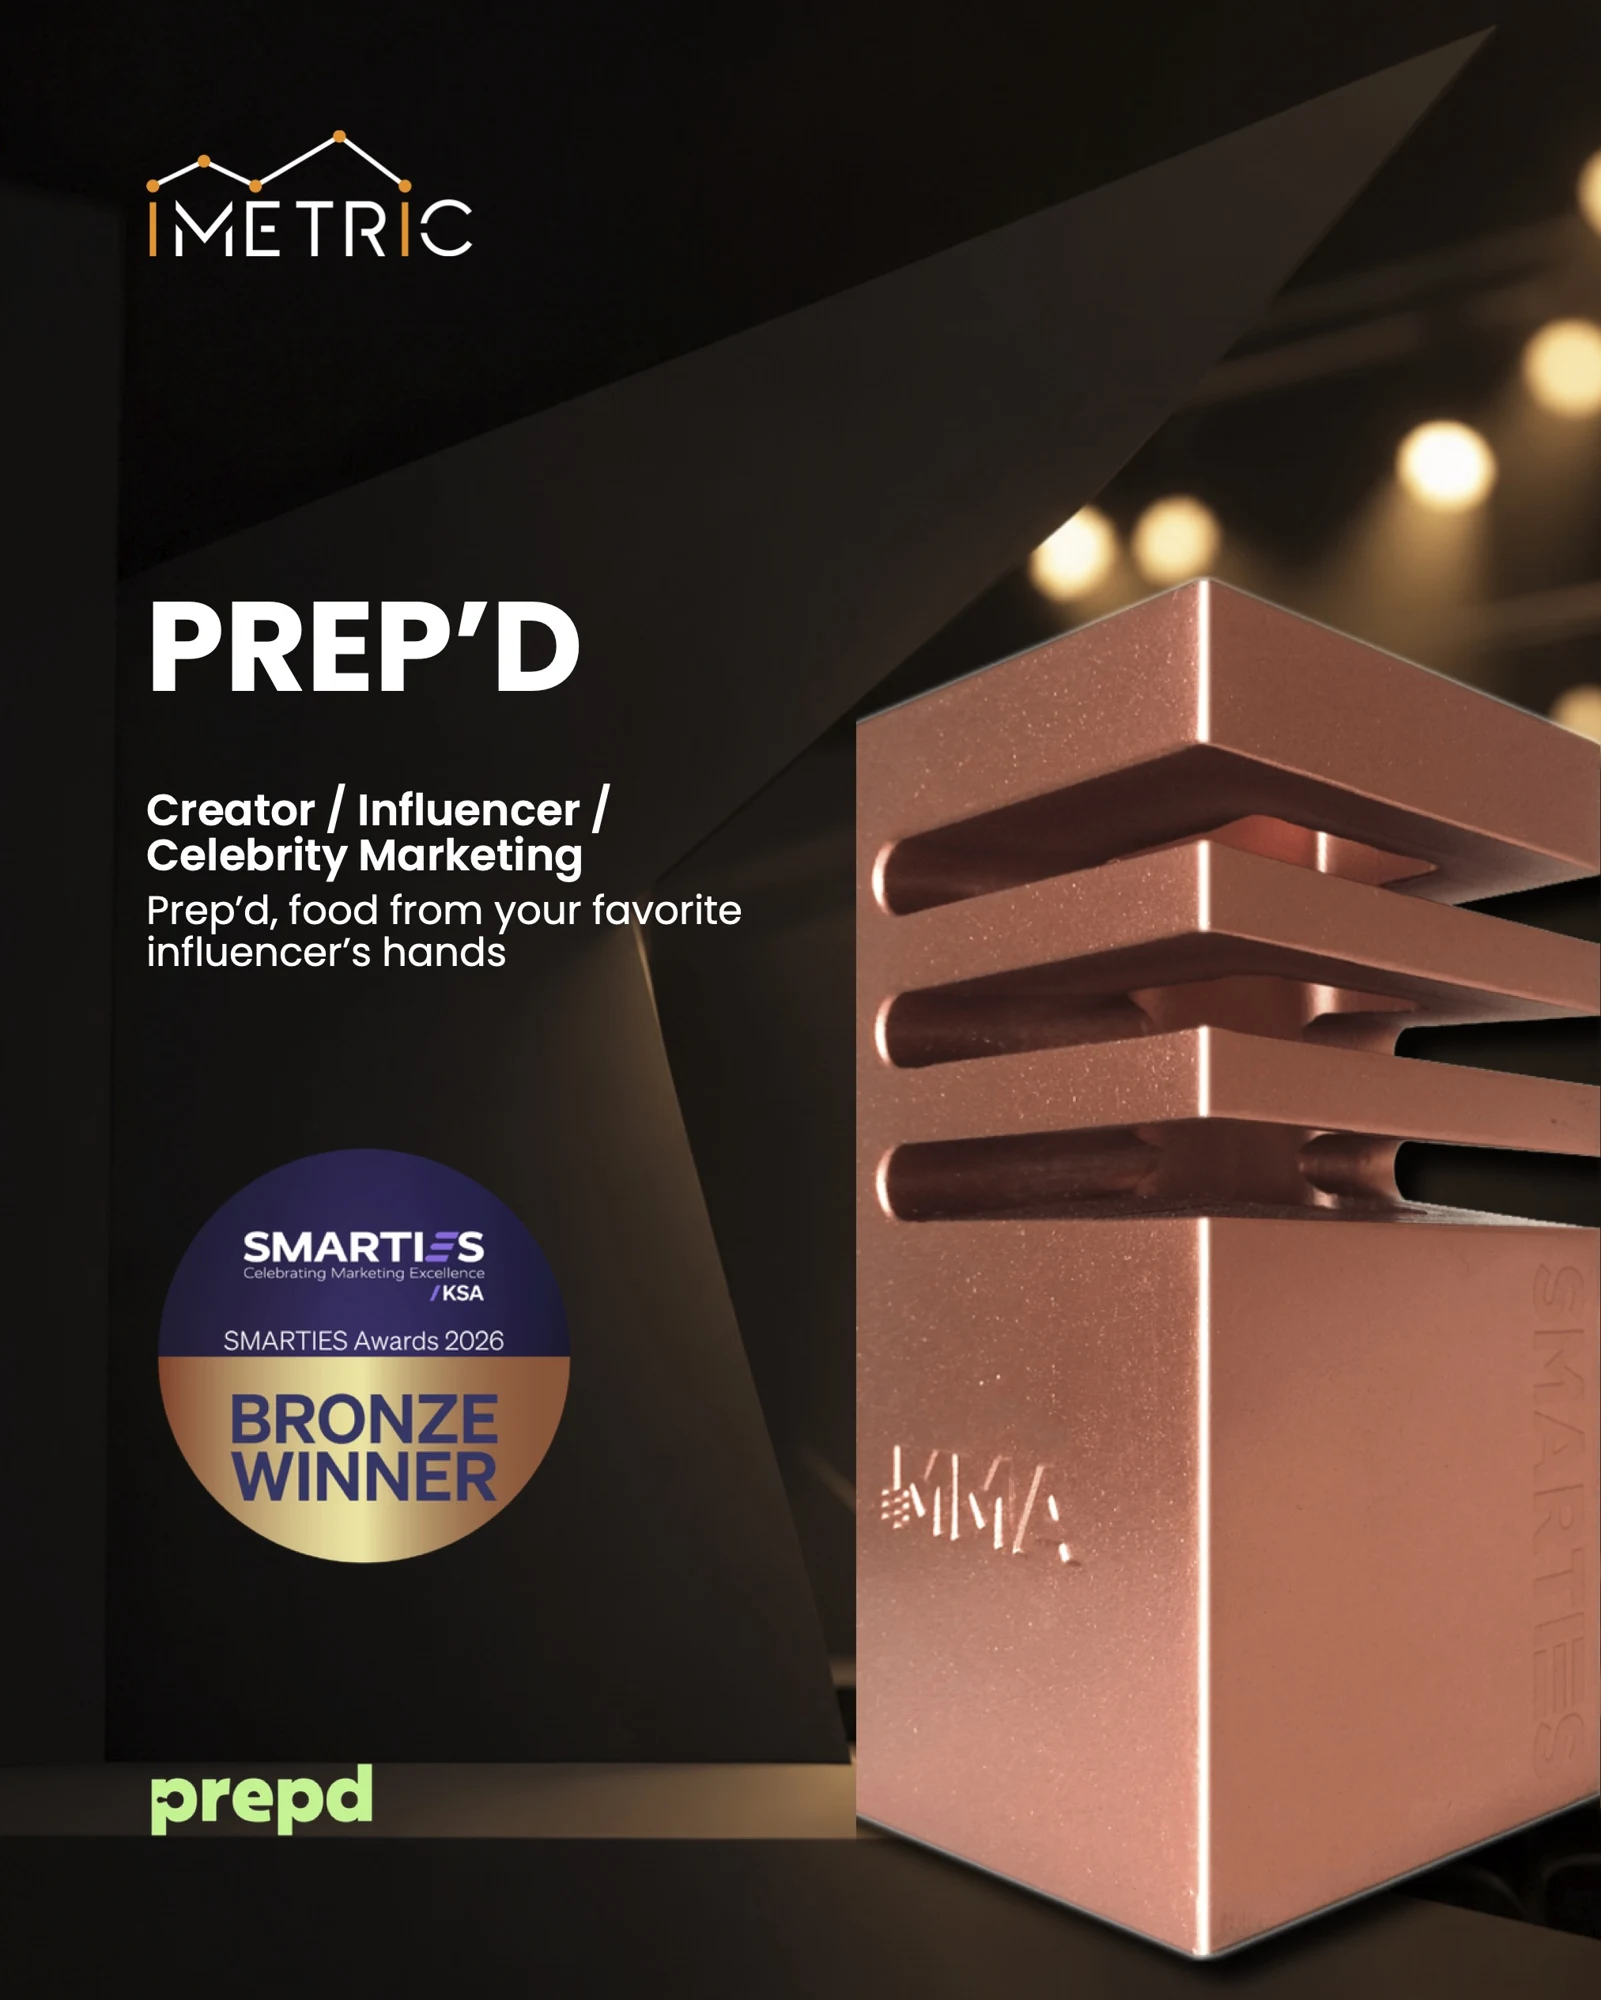 IMETRIC
PREP’D
Creator / Influencer /
Celebrity Marketing
Prep’d, food from your favorite
influencer’s hands
SMARTIES
Celebrating Marketing Excellence
/KSA
SMARTIES Awards 2026
BRONZE
WINNER
MMA
SMARTIES
prepd